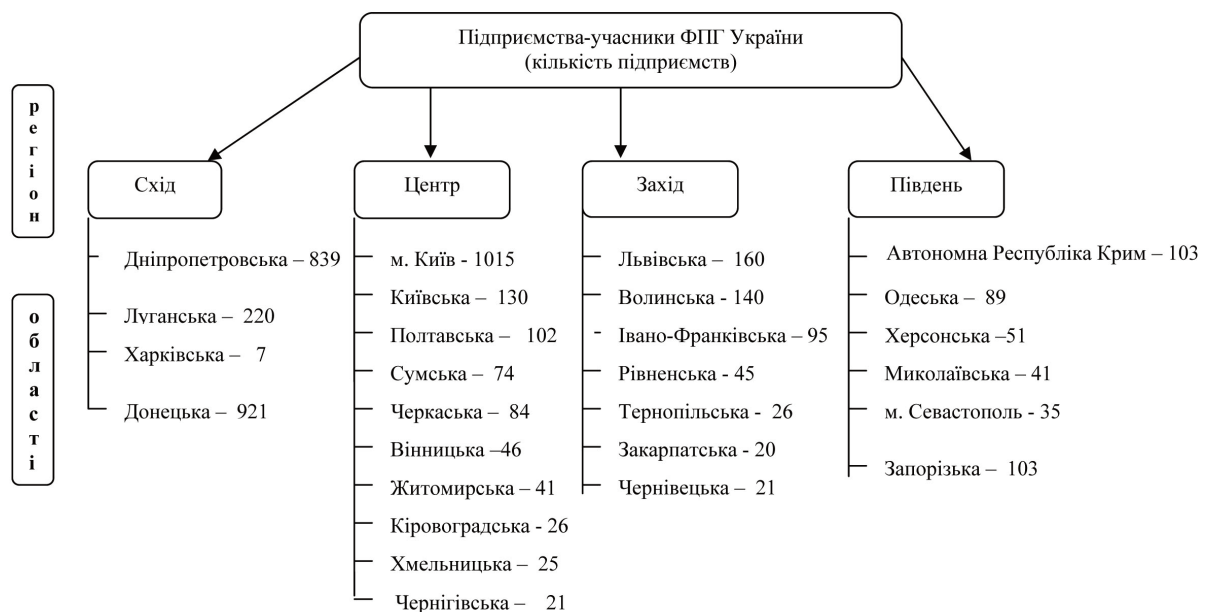 Підприємства-учасники ФПГ України
(кількість підприємств)
регіон
Схід
Центр
Захід
Південь
області
Дніпропетровська – 839
Луганська – 220
Харківська – 7
Донецька – 921
м. Київ - 1015
Київська – 130
Полтавська – 102
Сумська – 74
Черкаська – 84
Вінницька –46
Житомирська – 41
Кіровоградська - 26
Хмельницька – 25
Чернігівська – 21
Львівська – 160
Волинська - 140
Івано-Франківська – 95
Рівненська - 45
Тернопільська - 26
Закарпатська - 20
Чернівецька – 21
Автономна Республіка Крим – 103
Одеська – 89
Херсонська –51
Миколаївська – 41
м. Севастополь - 35
Запорізька – 103